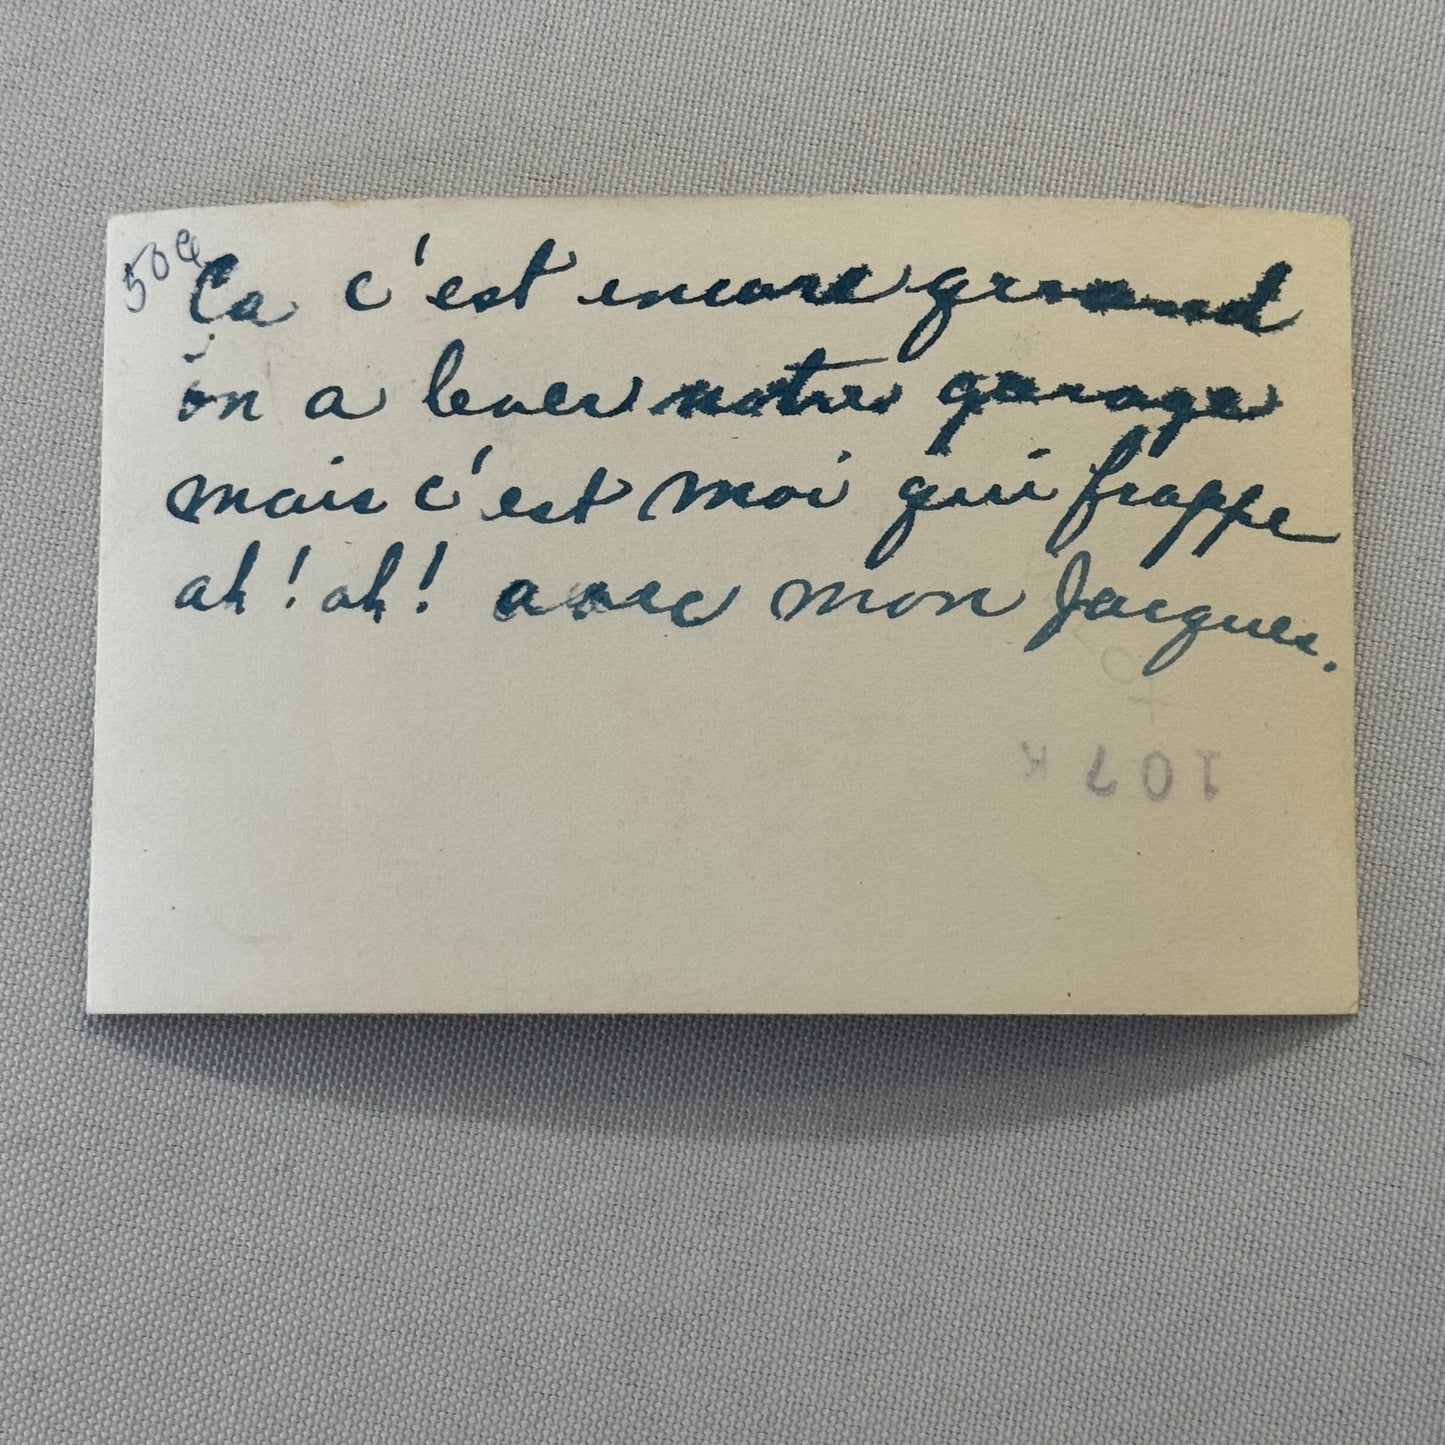 50¢
Ça c'est encore grand
on a lever notre garage
mais c'est moi qui frappe
ah! ah! avec mon Jacques.
107 K